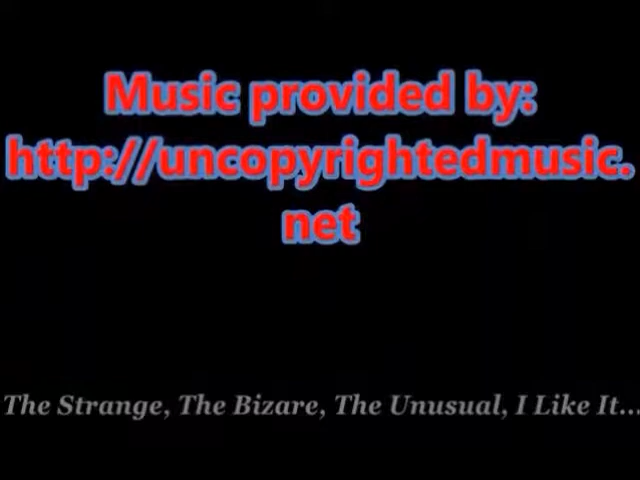 Music provided by:
http://uncopyrightedmusic.
net
The Strange, The Bizare, The Unusual, I Like It...